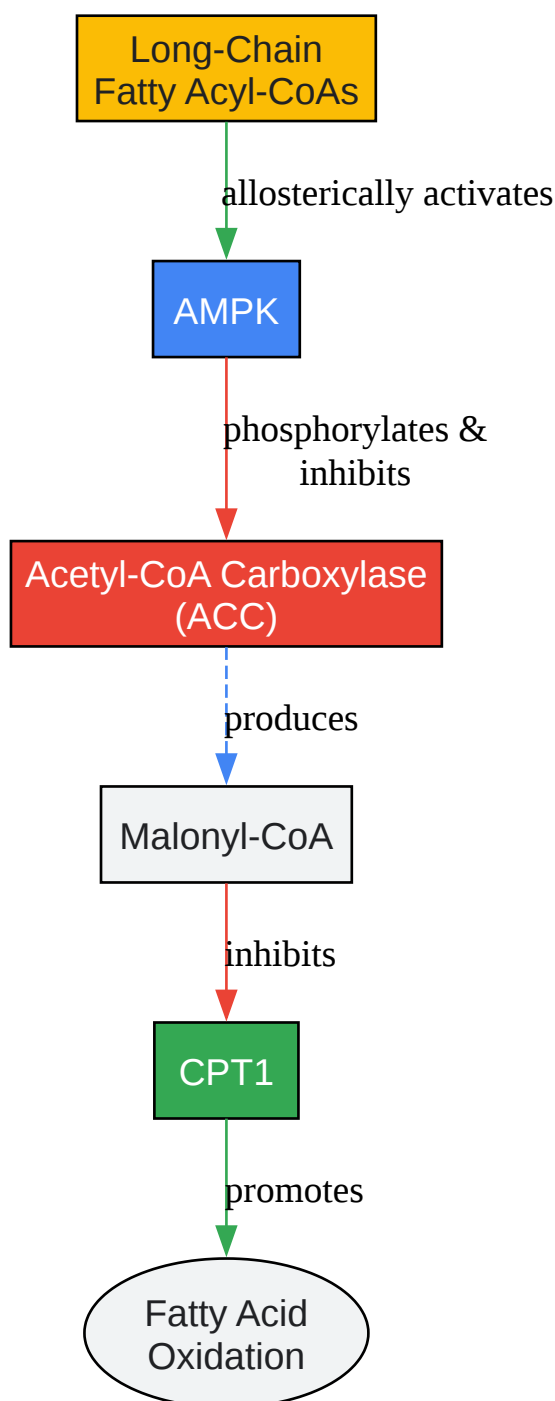 Long-Chain
Fatty Acyl-CoAs
allosterically activates
AMPK
phosphorylates &
inhibits
Acetyl-CoA Carboxylase
(ACC)
produces
Malonyl-CoA
inhibits
CPT1
promotes
Fatty Acid
Oxidation